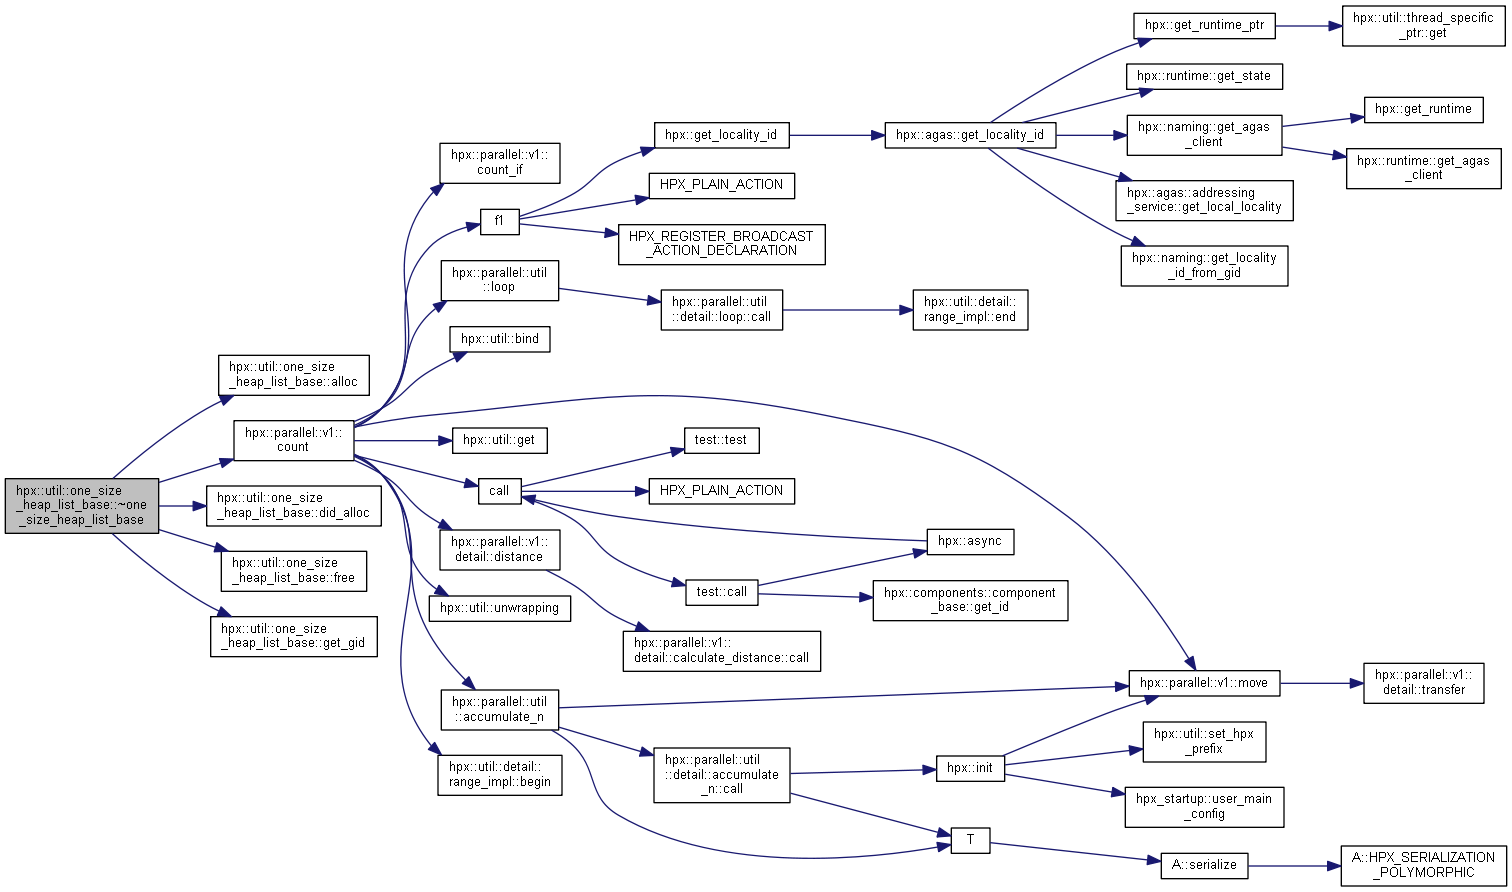 hpx::util::one_size
_heap_list_base::~one
_size_heap_list_base
hpx::util::one_size
_heap_list_base::alloc
hpx::parallel::v1::
count
hpx::util::one_size
_heap_list_base::did_alloc
hpx::util::one_size
_heap_list_base::free
hpx::util::one_size
_heap_list_base::get_gid
hpx::parallel::v1::
count_if
f1
hpx::parallel::util
::loop
hpx::util::bind
hpx::util::get
call
hpx::parallel::v1::
detail::distance
hpx::util::unwrapping
hpx::parallel::util
::accumulate_n
hpx::util::detail::
range_impl::begin
hpx::get_locality_id
HPX_PLAIN_ACTION
HPX_REGISTER_BROADCAST
_ACTION_DECLARATION
hpx::parallel::util
::detail::loop::call
test::test
HPX_PLAIN_ACTION
test::call
hpx::parallel::v1::
detail::calculate_distance::call
hpx::parallel::util
::detail::accumulate
_n::call
hpx::agas::get_locality_id
hpx::util::detail::
range_impl::end
hpx::async
hpx::components::component
_base::get_id
hpx::init
T
hpx::get_runtime_ptr
hpx::runtime::get_state
hpx::naming::get_agas
_client
hpx::agas::addressing
_service::get_local_locality
hpx::naming::get_locality
_id_from_gid
hpx::parallel::v1::move
hpx::util::set_hpx
_prefix
hpx_startup::user_main
_config
A::serialize
hpx::util::thread_specific
_ptr::get
hpx::get_runtime
hpx::runtime::get_agas
_client
hpx::parallel::v1::
detail::transfer
A::HPX_SERIALIZATION
_POLYMORPHIC